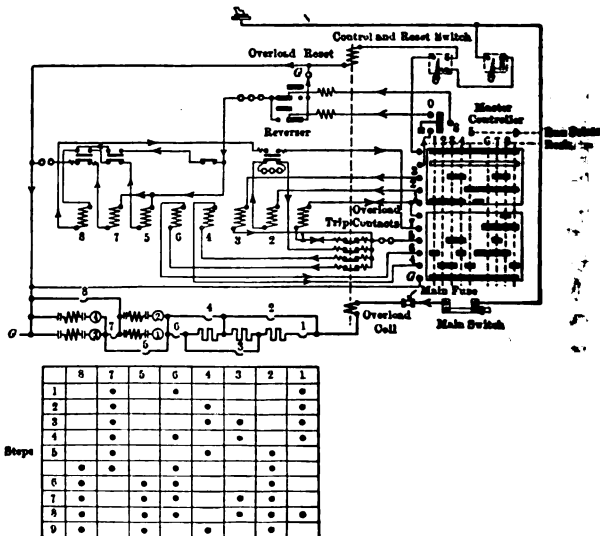 Control and Reset Switch
Overload Reset
G
O
Master
Controller
Reverser
8 7 5 6 4 3 2
Overload
Trip Contacts
G
Main Fuse
Overload
Coil
Main Switch
8
4 2
G 7 6 1
5 3
8 7 5 6 4 3 2 1
1
2
3
4
Steps 5
6
7
8
9